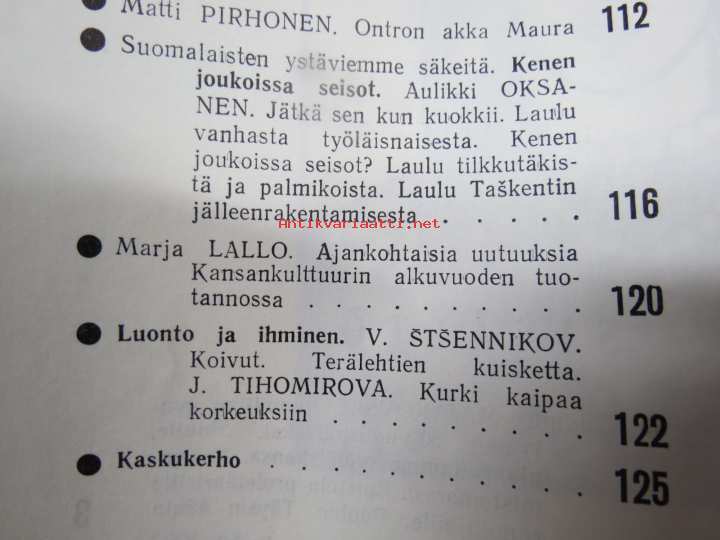 ● Matti PIRHONEN. Ontron akka Maura 112
● Suomalaisten ystäviemme säkeitä. Kenen
joukoissa seisot. Aulikki OKSA-
NEN. Jätkä sen kun kuokkii. Laulu
vanhasta työläisnaisesta. Kenen
joukoissa seisot? Laulu tilkkutäkis-
tä ja palmikoista. Laulu Taškentin
jälleenrakentamisesta . . . . . 116
Antikvariaatti.net
● Marja LALLO. Ajankohtaisia uutuuksia
Kansankulttuurin alkuvuoden tuo-
tannossa . . . . . . . . . . 120
● Luonto ja ihminen. V. ŠTŠENNIKOV.
Koivut. Terälehtien kuisketta.
J. TIHOMIROVA. Kurki kaipaa
korkeuksiin . . . . . . . . . 122
● Kaskukerho . . . . . . . . . . . 125